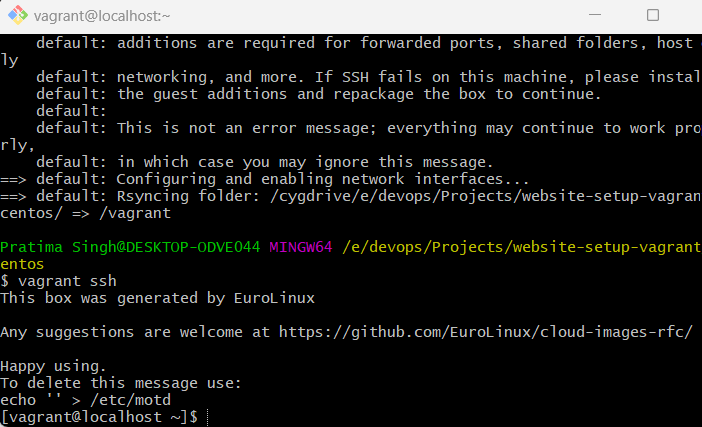 vagrant@localhost:~
default: additions are required for forwarded ports, shared folders, host
ly
default: networking, and more. If SSH fails on this machine, please instal
default: the guest additions and repackage the box to continue.
default:
default: This is not an error message; everything may continue to work pro
rly,
default: in which case you may ignore this message.
==> default: Configuring and enabling network interfaces...
==> default: Rsyncing folder: /cygdrive/e/devops/Projects/website-setup-vagran
centos/ => /vagrant
Pratima Singh@DESKTOP-ODVEO44 MINGW64 /e/devops/Projects/website-setup-vagrant
entos
$ vagrant ssh
This box was generated by EuroLinux
Any suggestions are welcome at https://github.com/EuroLinux/cloud-images-rfc/
Happy using.
To delete this message use:
echo '' > /etc/motd
[vagrant@localhost ~]$